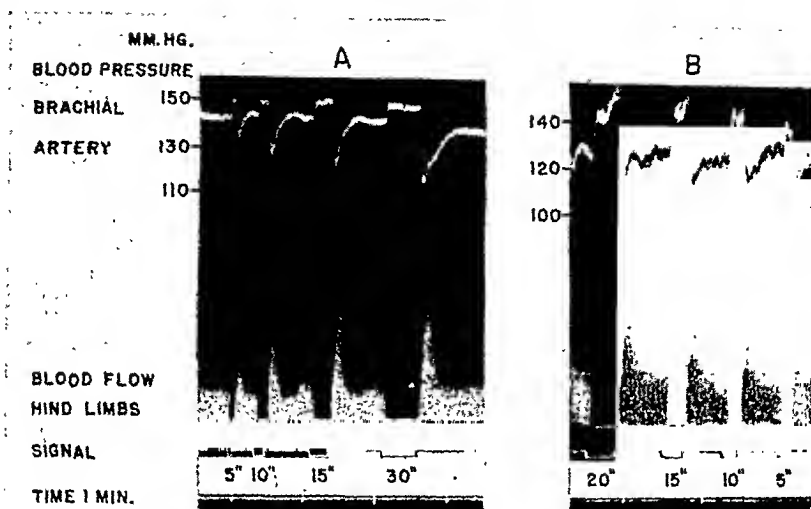 MM. HG.
A
B
BLOOD PRESSURE
BRACHIAL
ARTERY
150
130
110
140
120
100
BLOOD FLOW
HIND LIMBS
SIGNAL
5" 10" 15" 30"
20" 15" 10" 5"
TIME 1 MIN.